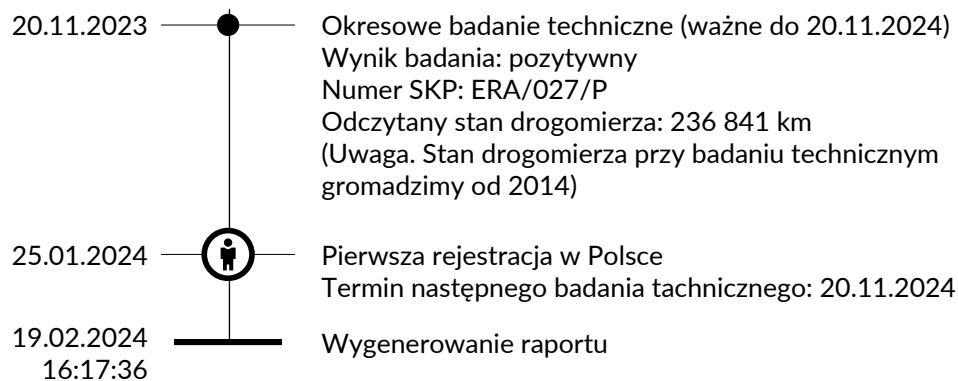 20.11.2023
Okresowe badanie techniczne (ważne do 20.11.2024)
Wynik badania: pozytywny
Numer SKP: ERA/027/P
Odczytany stan drogomierza: 236 841 km
(Uwaga. Stan drogomierza przy badaniu technicznym
gromadzimy od 2014)
25.01.2024
Pierwsza rejestracja w Polsce
Termin następnego badania tachnicznego: 20.11.2024
19.02.2024
16:17:36
Wygenerowanie raportu